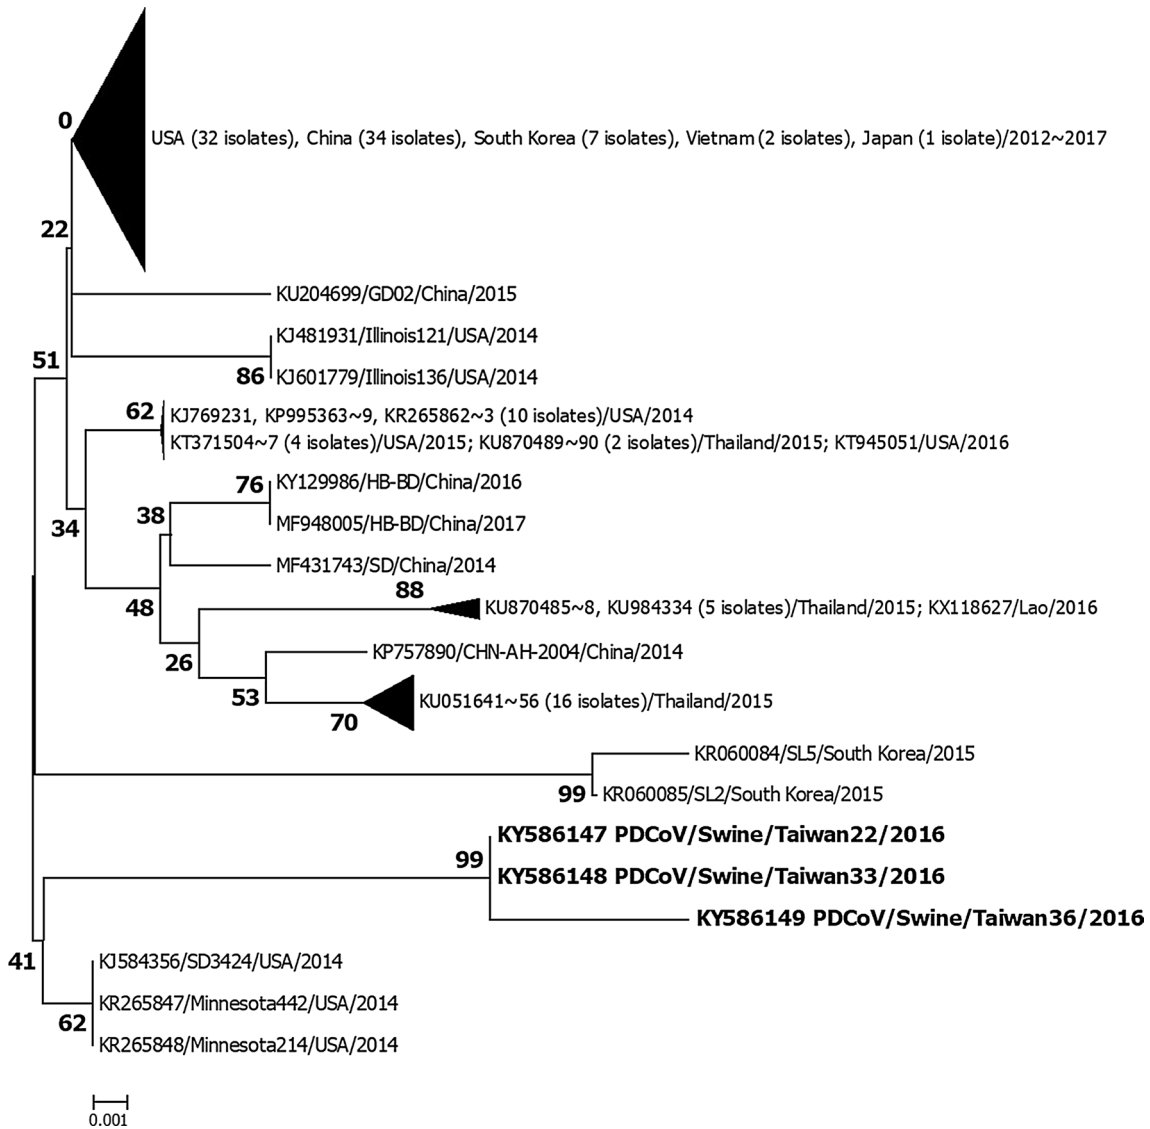 0
USA (32 isolates), China (34 isolates), South Korea (7 isolates), Vietnam (2 isolates), Japan (1 isolate)/2012~2017
22
KU204699/GD02/China/2015
KJ481931/Illinois121/USA/2014
51
86
KJ601779/Illinois136/USA/2014
62
KJ769231, KP995363~9, KR265862~3 (10 isolates)/USA/2014
KT371504~7 (4 isolates)/USA/2015; KU870489~90 (2 isolates)/Thailand/2015; KT945051/USA/2016
76
KY129986/HB-BD/China/2016
38
MF948005/HB-BD/China/2017
34
MF431743/SD/China/2014
88
48
KU870485~8, KU984334 (5 isolates)/Thailand/2015; KX118627/Lao/2016
KP757890/CHN-AH-2004/China/2014
26
53
KU051641~56 (16 isolates)/Thailand/2015
70
KR060084/SL5/South Korea/2015
99
KR060085/SL2/South Korea/2015
KY586147 PDCoV/Swine/Taiwan22/2016
99
KY586148 PDCoV/Swine/Taiwan33/2016
KY586149 PDCoV/Swine/Taiwan36/2016
41
KJ584356/SD3424/USA/2014
KR265847/Minnesota442/USA/2014
62
KR265848/Minnesota214/USA/2014
0.001